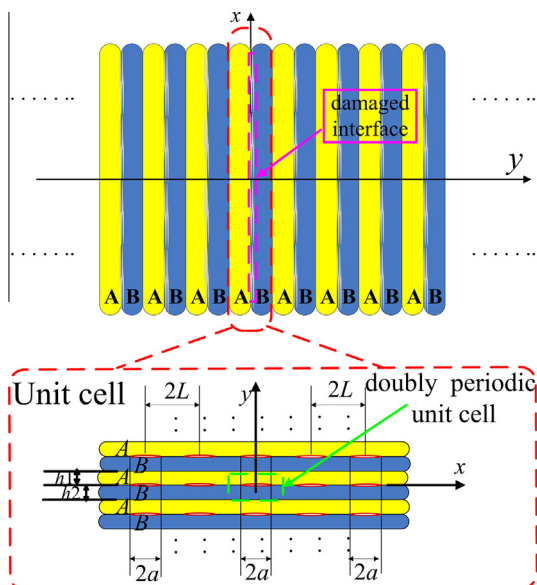 x
damaged
interface
. . . . . . .
. . . . . . .
y
. . . . . . .
. . . . . . .
A B A B A B A B A B A B A B A B
Unit cell
2L
y
2L
doubly periodic
unit cell
A
B
h1
A
x
h2
B
A
B
2a
2a
2a